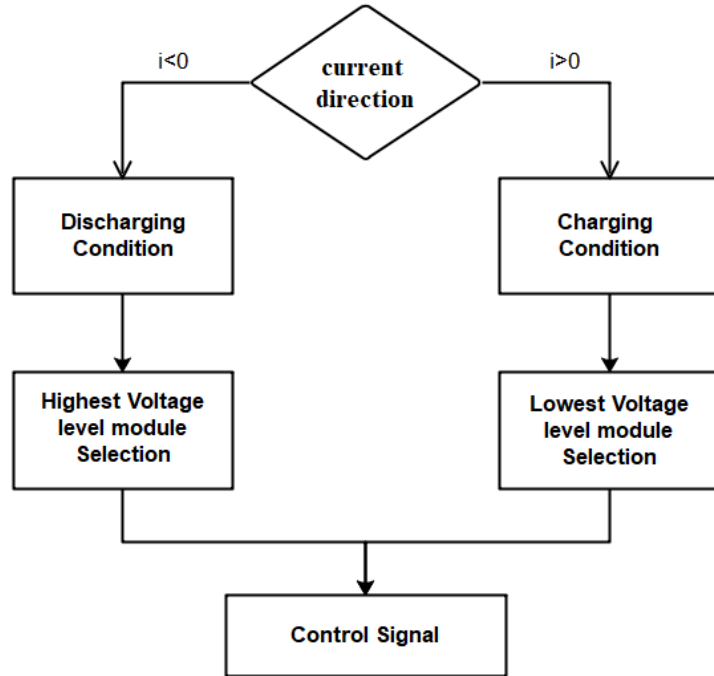 current
direction
i<0
i>0
Discharging
Condition
Charging
Condition
Highest Voltage
level module
Selection
Lowest Voltage
level module
Selection
Control Signal